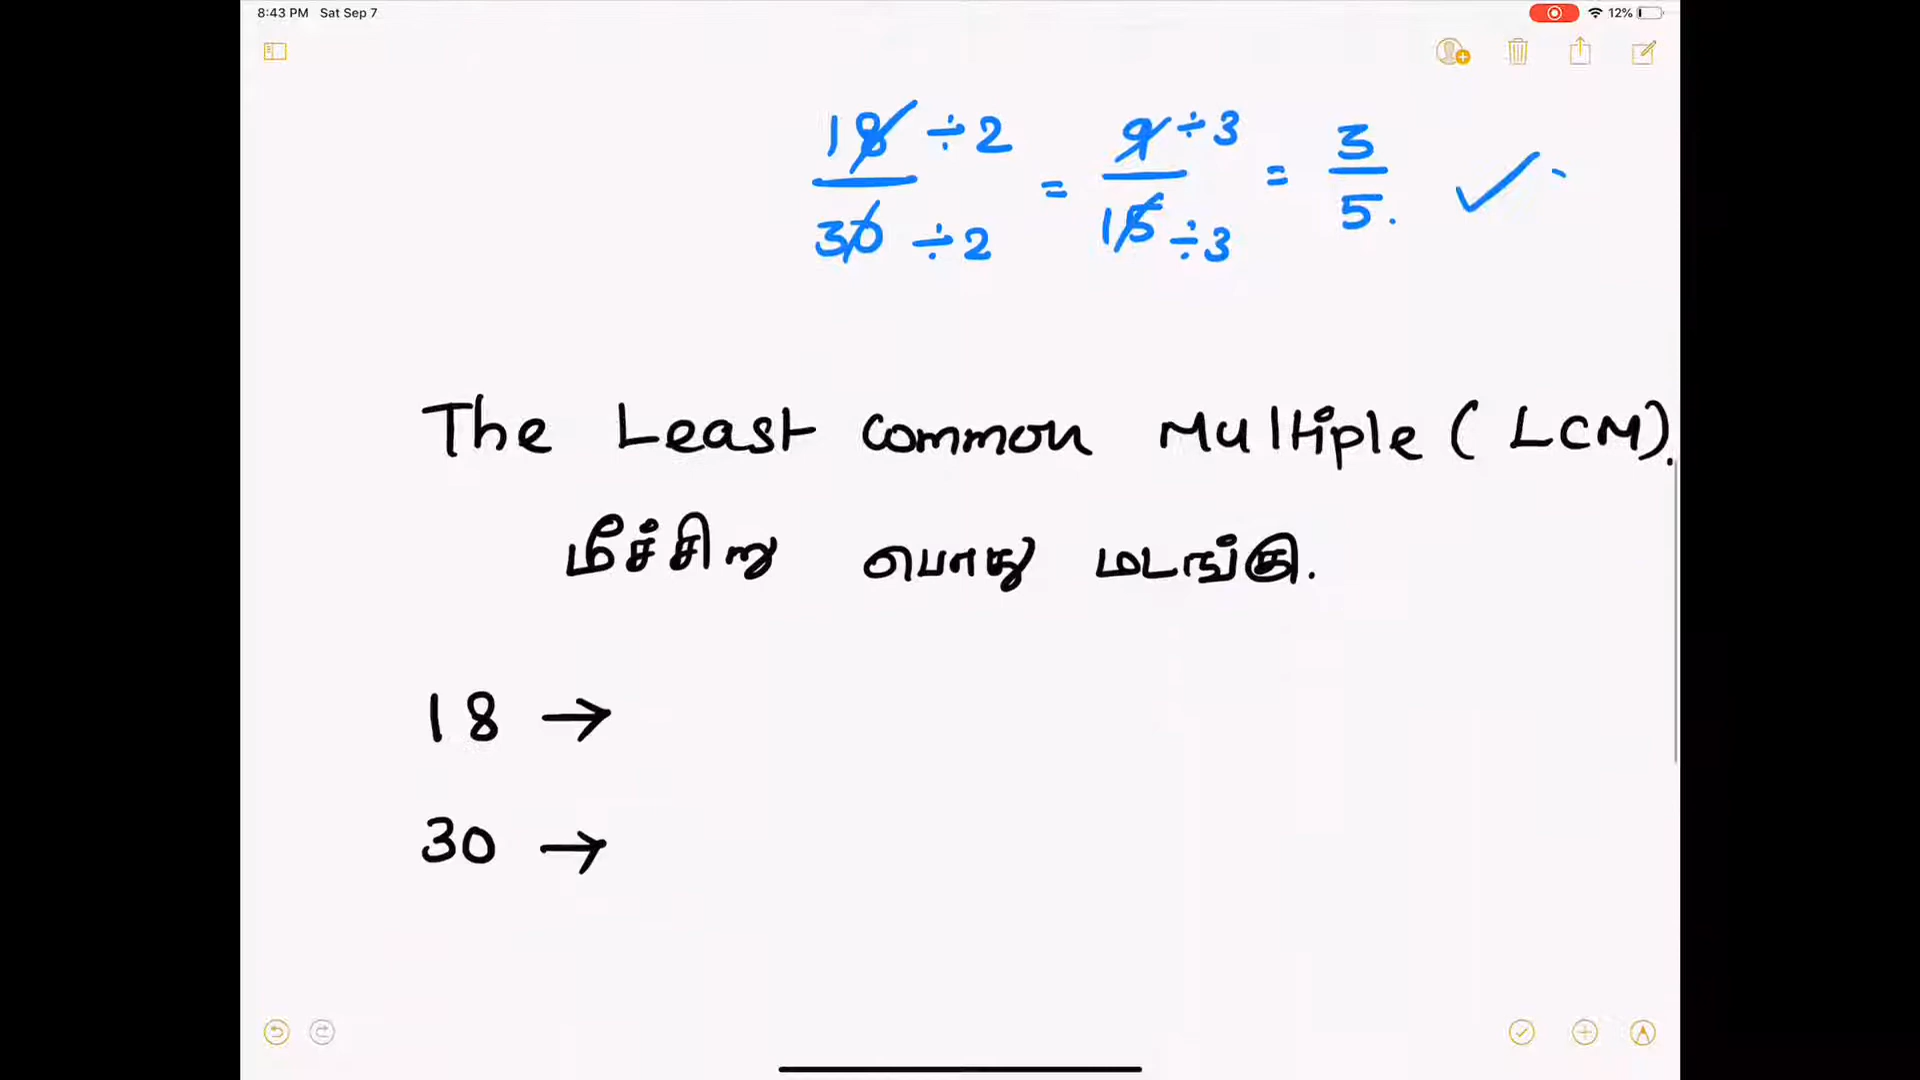 8:43 PM Sat Sep 7 12%
18 ÷2 = 9 ÷3 = 3
30 ÷2 15 ÷3 5.
The Least common Multiple ( LCM).
மீச்சிறு பொது மடங்கு.
18 →
30 →